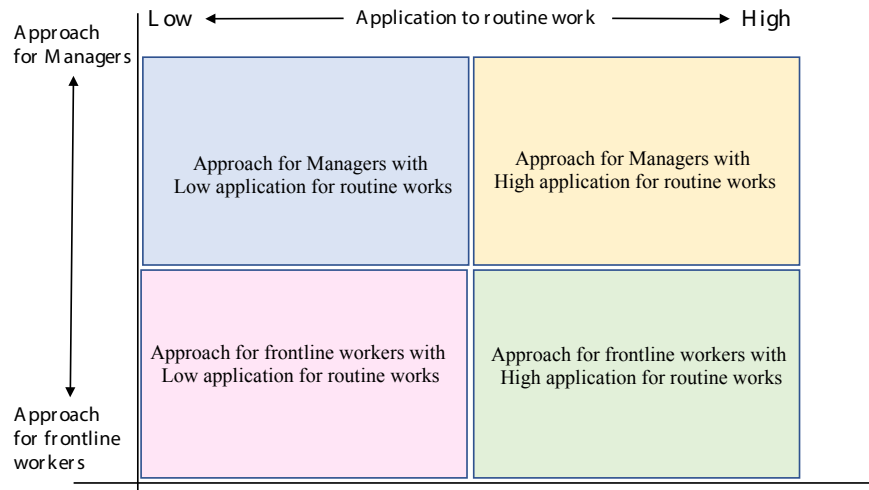 Low
Application to routine work
High
Approach
for Managers
Approach for Managers with
Low application for routine works
Approach for Managers with
High application for routine works
Approach for frontline workers with
Low application for routine works
Approach for frontline workers with
High application for routine works
Approach
for frontline
workers